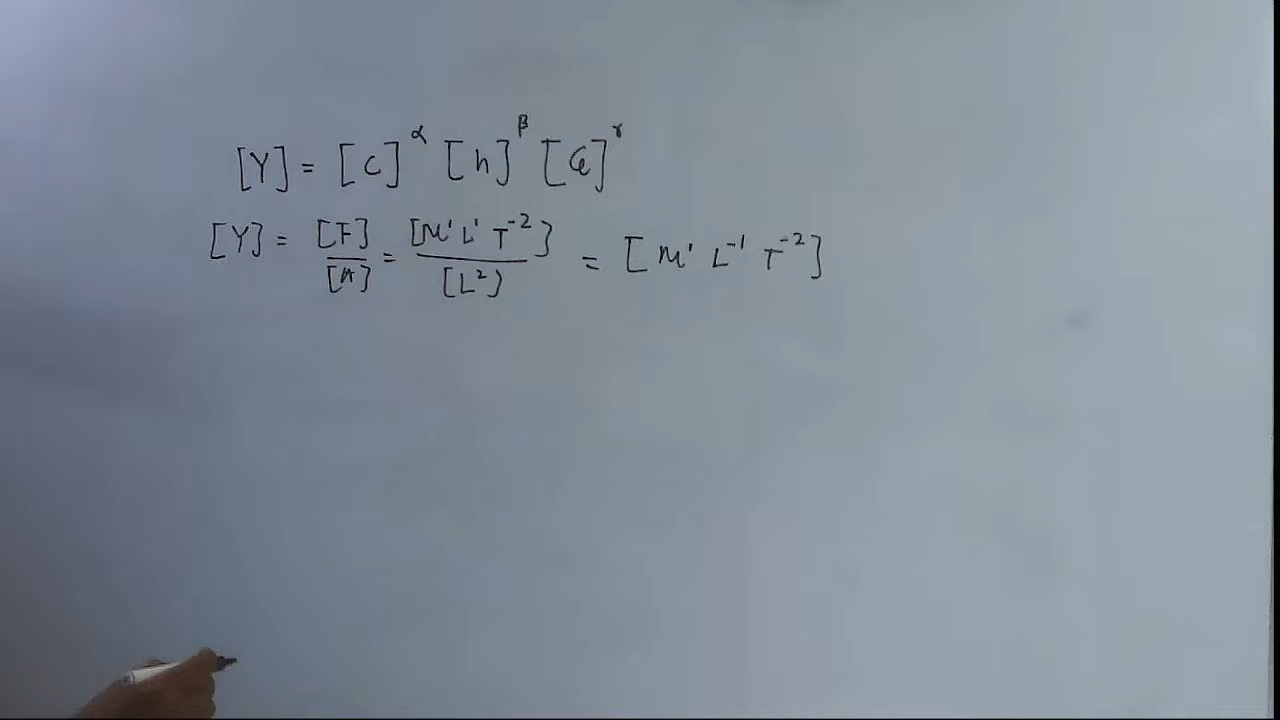 [Y] = [C]^α [h]^β [G]^γ
[Y] = [F]/[A] = [M¹ L¹ T⁻²]/[L²] = [M¹ L⁻¹ T⁻²]